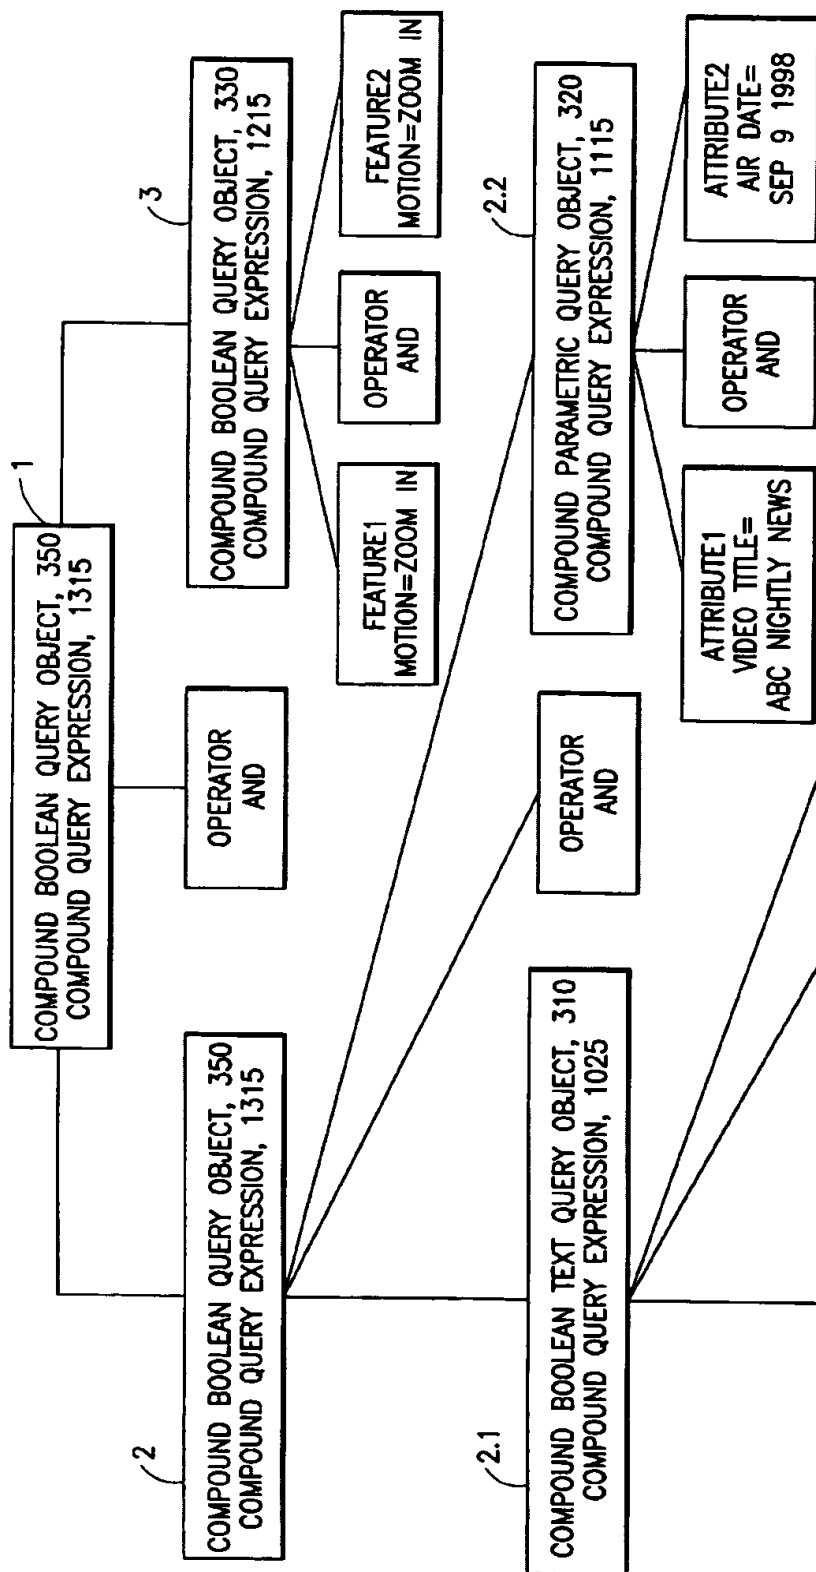 1
COMPOUND BOOLEAN QUERY OBJECT, 350
COMPOUND QUERY EXPRESSION, 1315
2
COMPOUND BOOLEAN QUERY OBJECT, 350
COMPOUND QUERY EXPRESSION, 1315
OPERATOR
AND
3
COMPOUND BOOLEAN QUERY OBJECT, 330
COMPOUND QUERY EXPRESSION, 1215
FEATURE1
MOTION=ZOOM IN
OPERATOR
AND
FEATURE2
MOTION=ZOOM IN
2.1
COMPOUND BOOLEAN TEXT QUERY OBJECT, 310
COMPOUND QUERY EXPRESSION, 1025
OPERATOR
AND
2.2
COMPOUND PARAMETRIC QUERY OBJECT, 320
COMPOUND QUERY EXPRESSION, 1115
ATTRIBUTE1
VIDEO TITLE=
ABC NIGHTLY NEWS
OPERATOR
AND
ATTRIBUTE2
AIR DATE=
SEP 9 1998